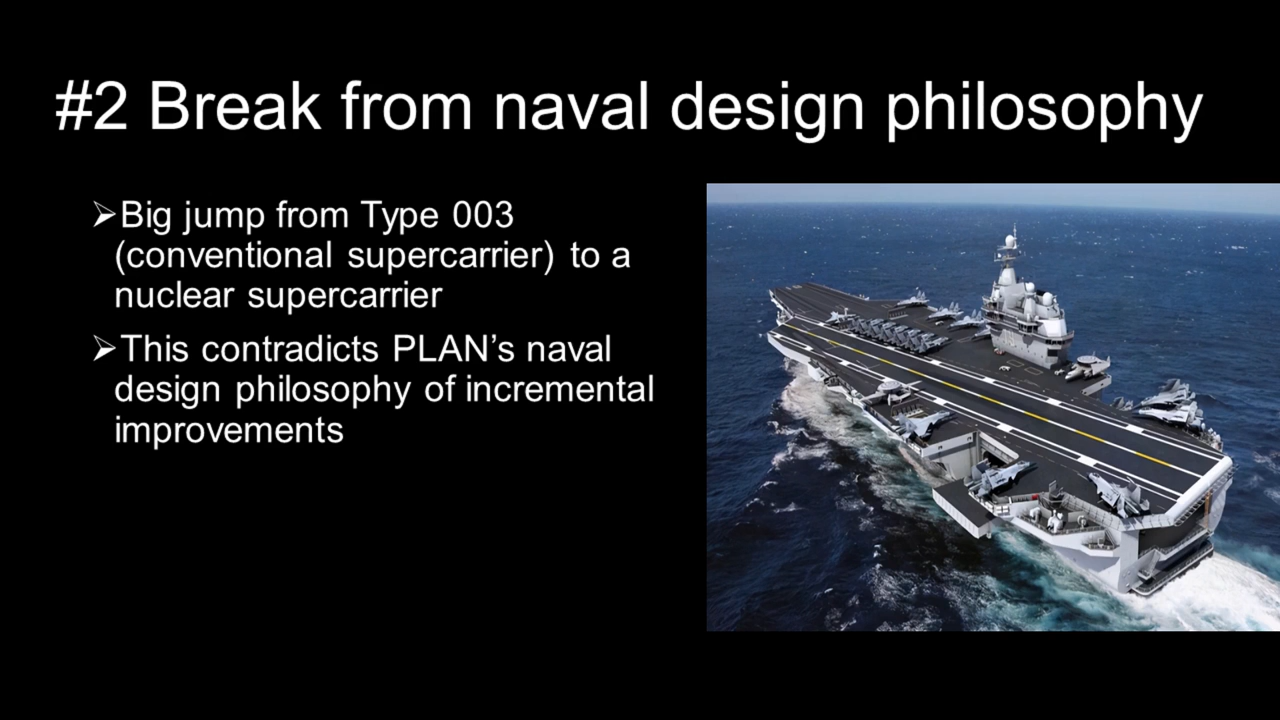 #2 Break from naval design philosophy
➢Big jump from Type 003
(conventional supercarrier) to a
nuclear supercarrier
➢This contradicts PLAN’s naval
design philosophy of incremental
improvements